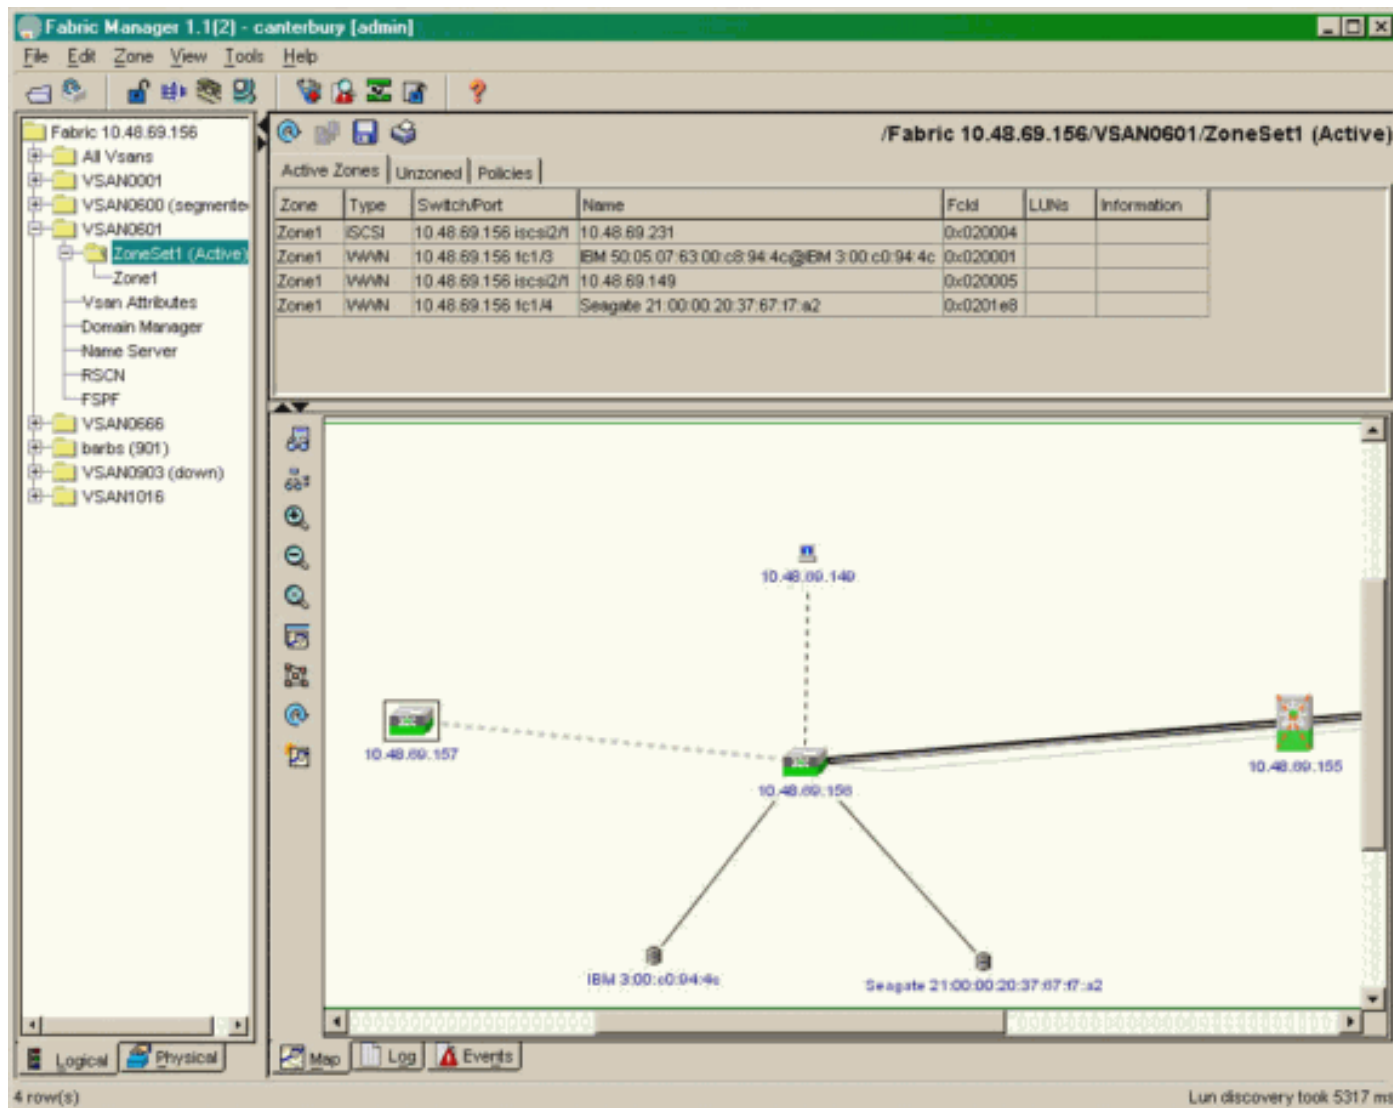 Fabric Manager 1.1(2) - canterbury [admin]
File Edit Zone View Tools Help
Fabric 10.48.69.156
All Vsans
VSAN0001
VSAN0600 (segmente
VSAN0601
ZoneSet1 (Active)
Zone1
Vsan Attributes
Domain Manager
Name Server
RSCN
FSPF
VSAN0666
barbs (901)
VSAN0903 (down)
VSAN1016
Logical Physical
/Fabric 10.48.69.156/VSAN0601/ZoneSet1 (Active)
Active Zones Unzoned Policies
Zone Type Switch/Port Name FcId LUNs Information
Zone1 iSCSI 10.48.69.156 iscsi2/1 10.48.69.231 0x020004
Zone1 WWN 10.48.69.156 fc1/3 IBM 50:05:07:63:00:c8:94:4c@IBM 3:00:c0:94:4c 0x020001
Zone1 WWN 10.48.69.156 iscsi2/1 10.48.69.149 0x020005
Zone1 WWN 10.48.69.156 fc1/4 Seagate 21:00:00:20:37:67:f7:a2 0x0201e8
10.48.69.149
10.48.69.157
10.48.69.156
10.48.69.155
IBM 3:00:c0:94:4c
Seagate 21:00:00:20:37:67:f7:a2
Map Log Events
4 row(s)
Lun discovery took 5317 ms